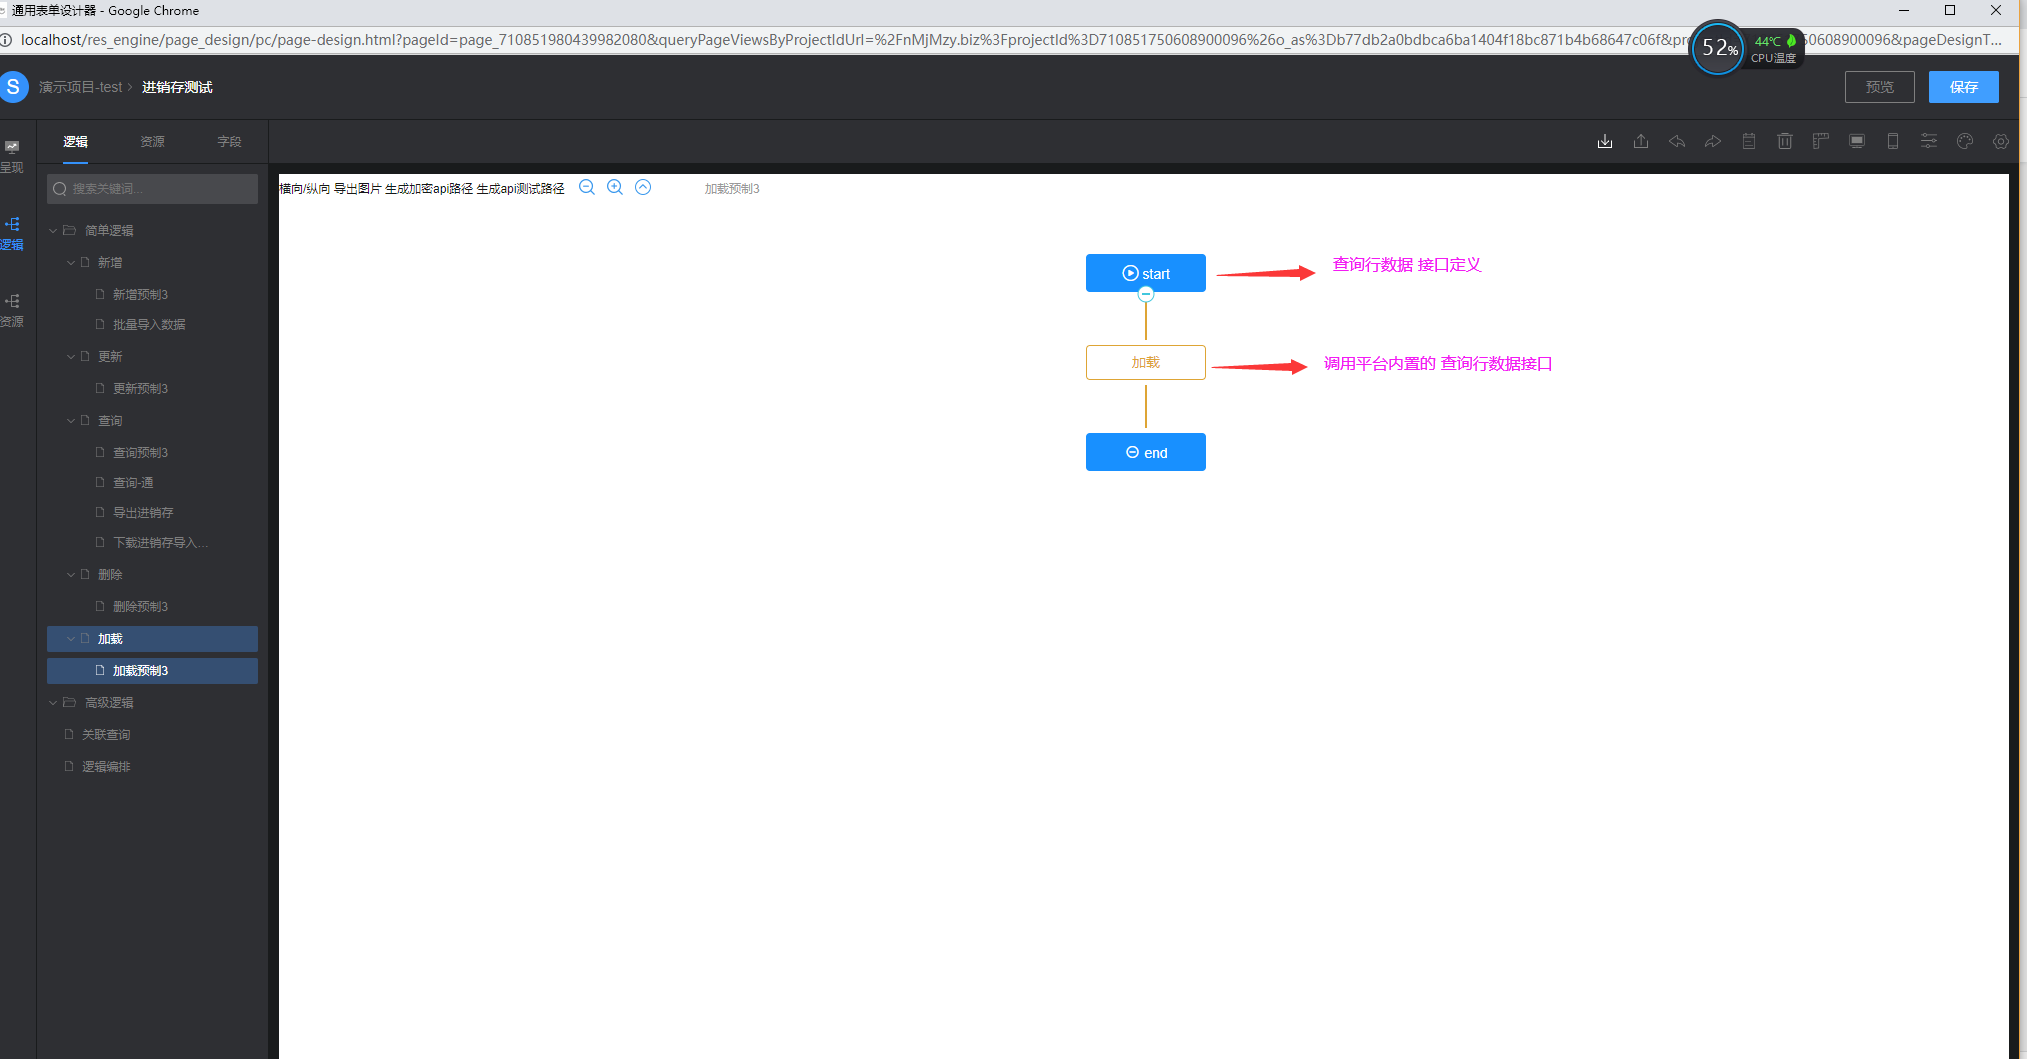 通用表单设计器 - Google Chrome
localhost/res_engine/page_design/pc/page-design.html?pageId=page_710851980439982080&queryPageViewsByProjectIdUrl=%2FnMjMzy.biz%3FprojectId%3D710851750608900096%26o_as%3Db77db2a0bdbca6ba1404f18bc871b4b68647c06f&pr
50608900096&pageDesignT...
52%
44℃
CPU温度
S
演示项目-test
进销存测试
预览
保存
呈现
逻辑
资源
逻辑
资源
字段
搜索关键词...
简单逻辑
新增
新增预制3
批量导入数据
更新
更新预制3
查询
查询预制3
查询-通
导出进销存
下载进销存导入...
删除
删除预制3
加载
加载预制3
高级逻辑
关联查询
逻辑编排
横向/纵向 导出图片 生成加密api路径 生成api测试路径
加载预制3
start
查询行数据 接口定义
加载
调用平台内置的 查询行数据接口
end